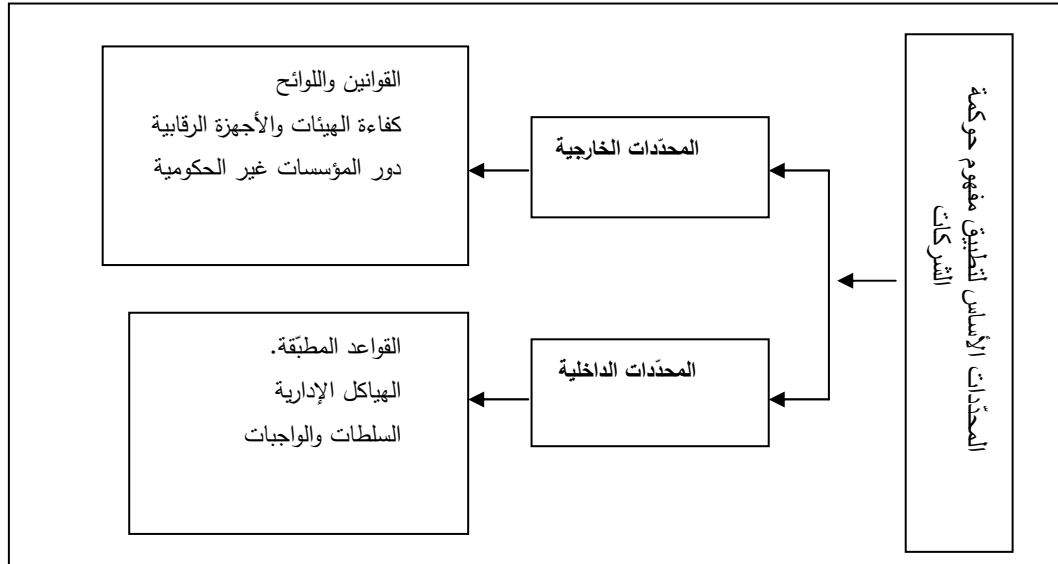 المحدّدات الأساس لتطبيق مفهوم حوكمة
الشركات
المحدّدات الخارجية
القوانين واللوائح
كفاءة الهيئات والأجهزة الرقابية
دور المؤسسات غير الحكومية
المحدّدات الداخلية
القواعد المطبّقة.
الهياكل الإدارية
السلطات والواجبات